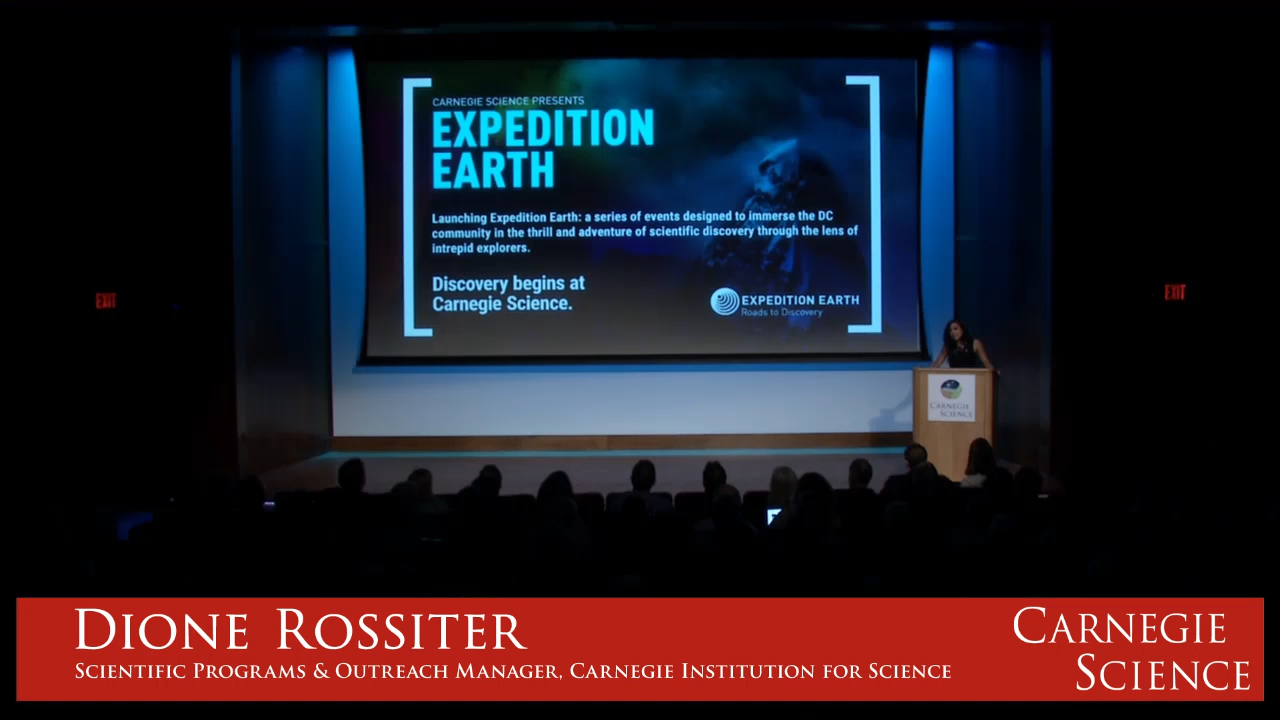 CARNEGIE SCIENCE PRESENTS
EXPEDITION
EARTH
Launching Expedition Earth: a series of events designed to immerse the DC
community in the thrill and adventure of scientific discovery through the lens of
intrepid explorers.
Discovery begins at
Carnegie Science.
EXPEDITION EARTH
Roads to Discovery
EXIT
EXIT
CARNEGIE
SCIENCE
DIONE ROSSITER
SCIENTIFIC PROGRAMS & OUTREACH MANAGER, CARNEGIE INSTITUTION FOR SCIENCE
CARNEGIE
SCIENCE